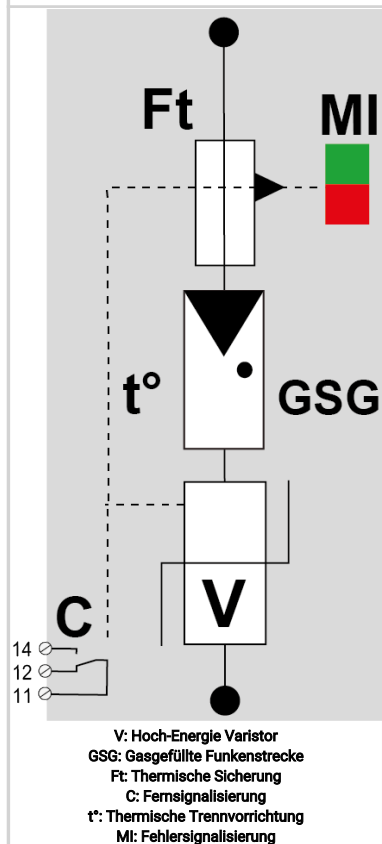 Ft
MI
t°
GSG
V
C
14
12
11
V: Hoch-Energie Varistor
GSG: Gasgefüllte Funkenstrecke
Ft: Thermische Sicherung
C: Fernsignalisierung
t°: Thermische Trennvorrichtung
MI: Fehlersignalisierung